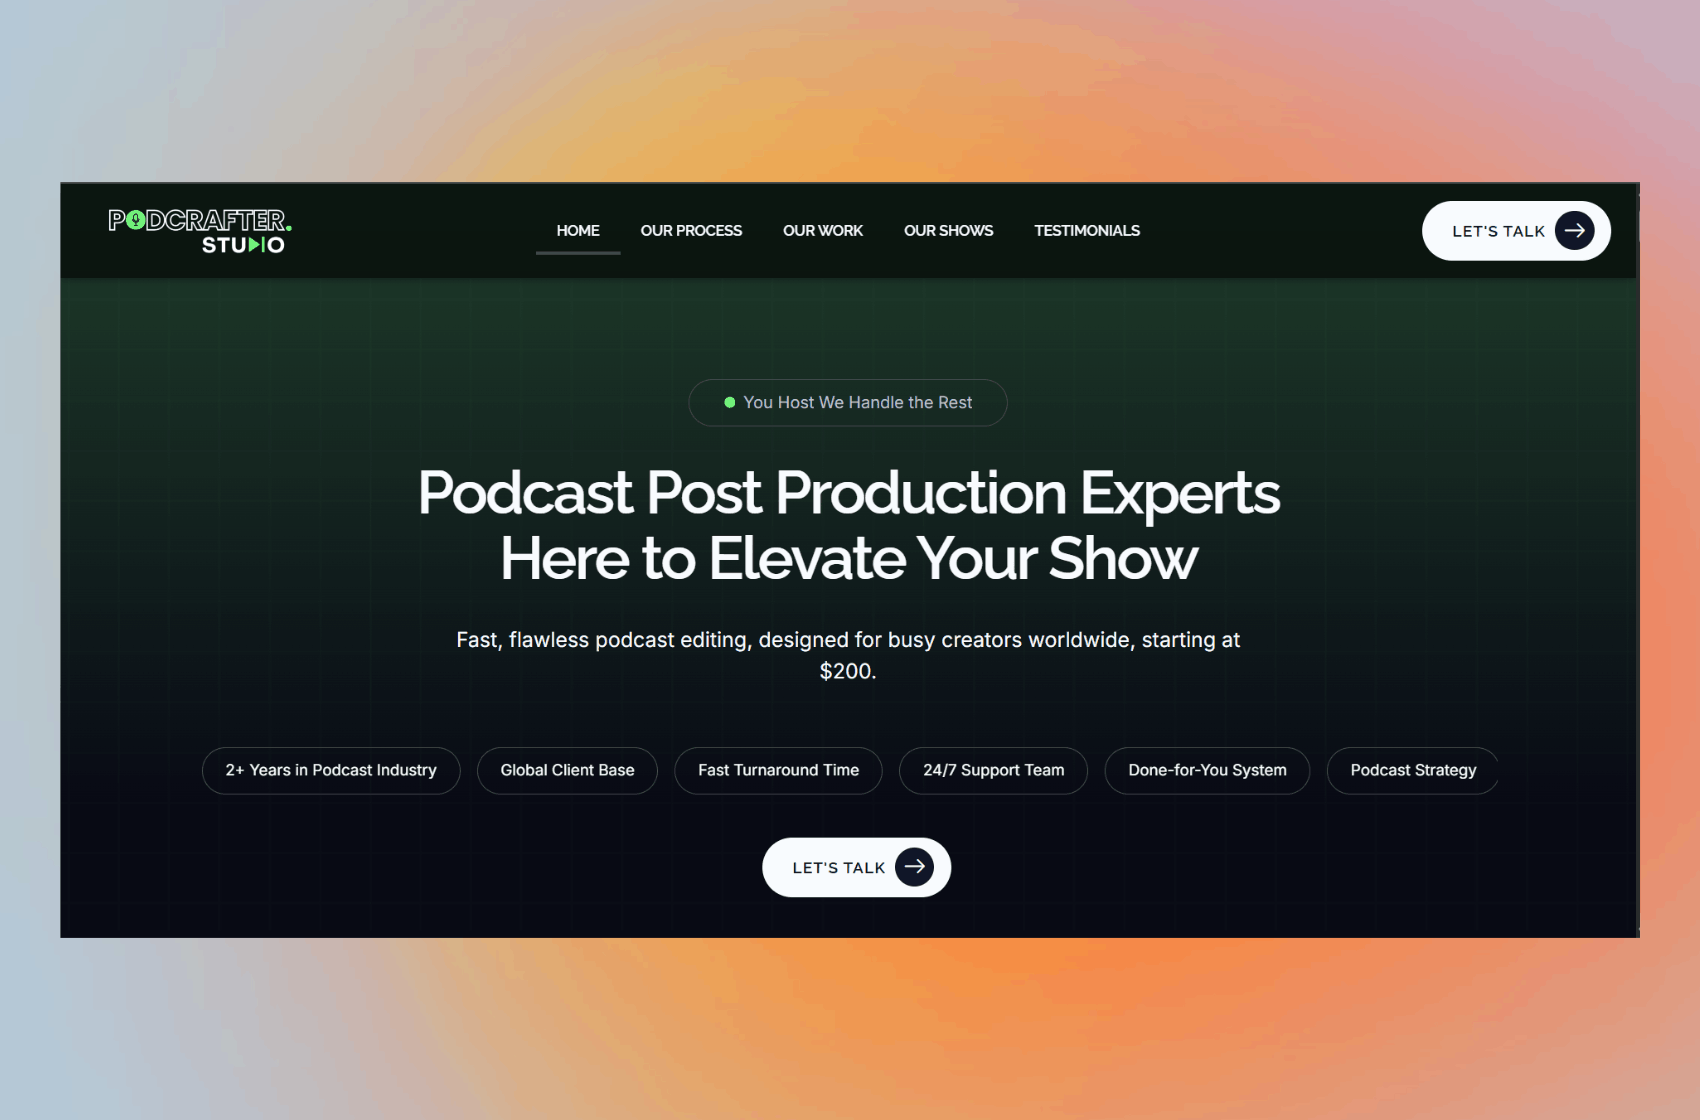 PODCRAFTER.
STUDIO
HOME
OUR PROCESS
OUR WORK
OUR SHOWS
TESTIMONIALS
LET'S TALK
You Host We Handle the Rest
Podcast Post Production Experts
Here to Elevate Your Show
Fast, flawless podcast editing, designed for busy creators worldwide, starting at
$200.
2+ Years in Podcast Industry
Global Client Base
Fast Turnaround Time
24/7 Support Team
Done-for-You System
Podcast Strategy
LET'S TALK